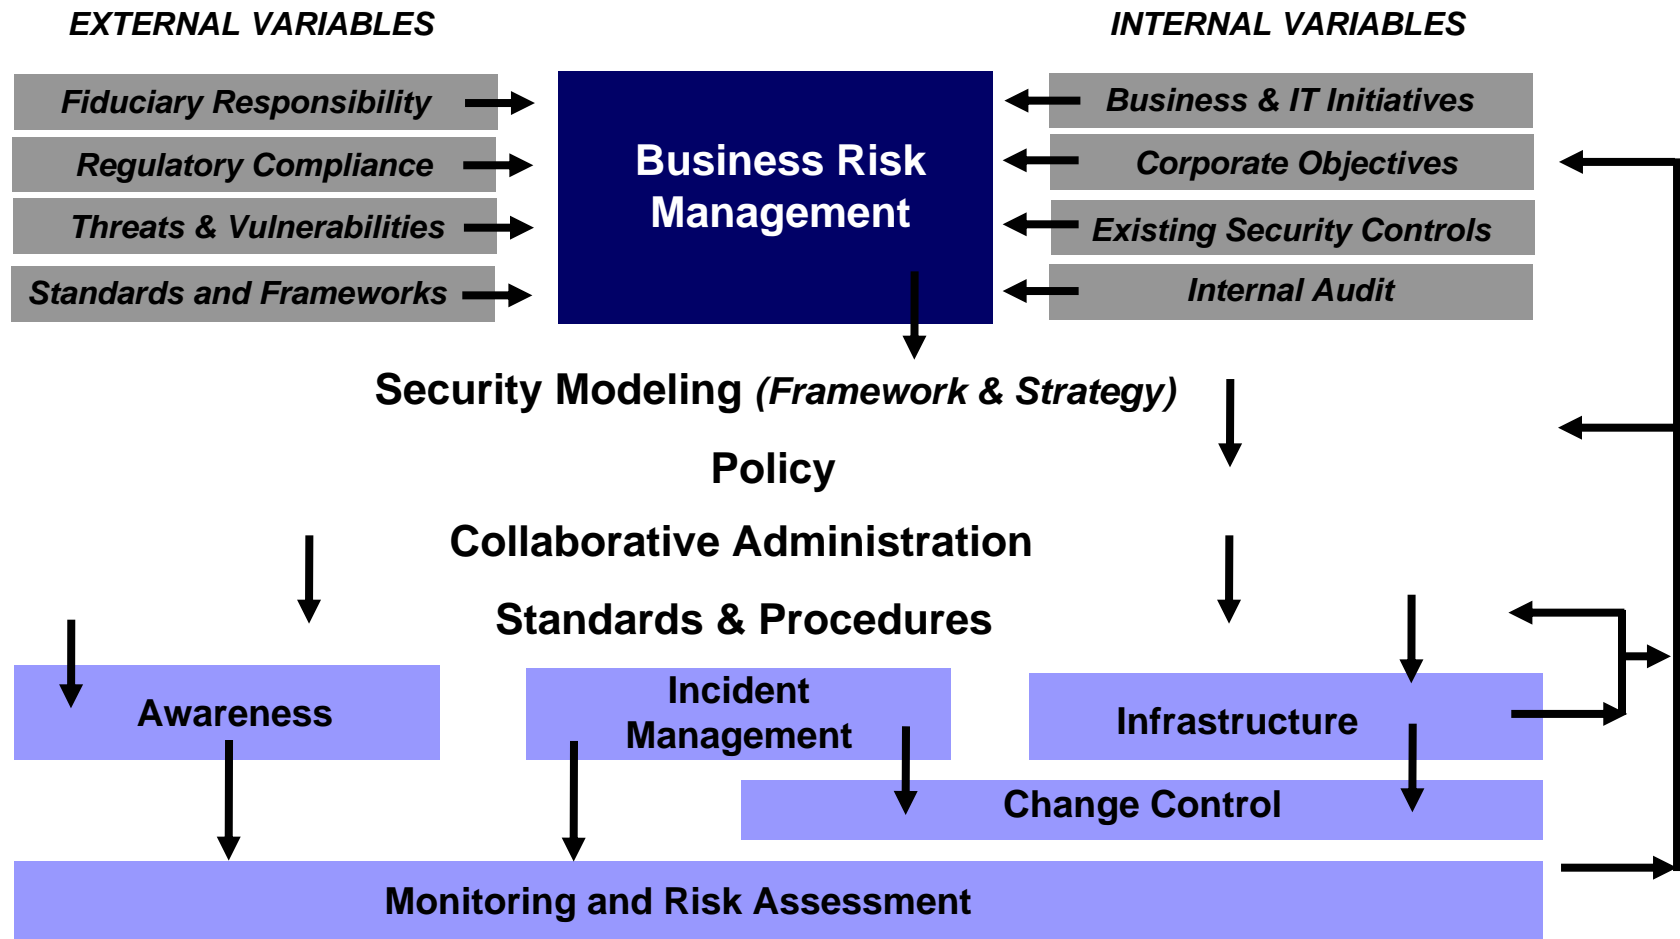 EXTERNAL VARIABLES
INTERNAL VARIABLES
Fiduciary Responsibility
Regulatory Compliance
Threats & Vulnerabilities
Standards and Frameworks
Business Risk
Management
Business & IT Initiatives
Corporate Objectives
Existing Security Controls
Internal Audit
Security Modeling (Framework & Strategy)
Policy
Collaborative Administration
Standards & Procedures
Awareness
Incident
Management
Infrastructure
Change Control
Monitoring and Risk Assessment